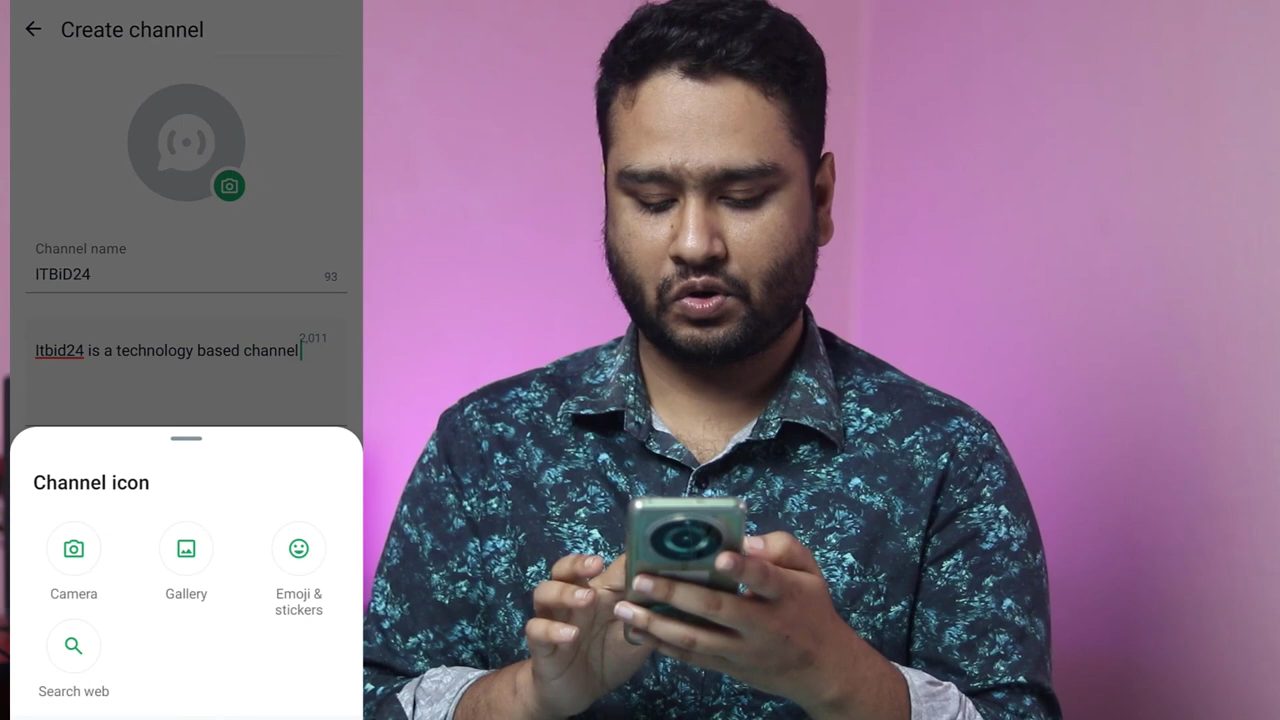 Create channel
Channel name
ITBiD24
93
2,011
Itbid24 is a technology based channel
Channel icon
Camera
Gallery
Emoji &
stickers
Search web